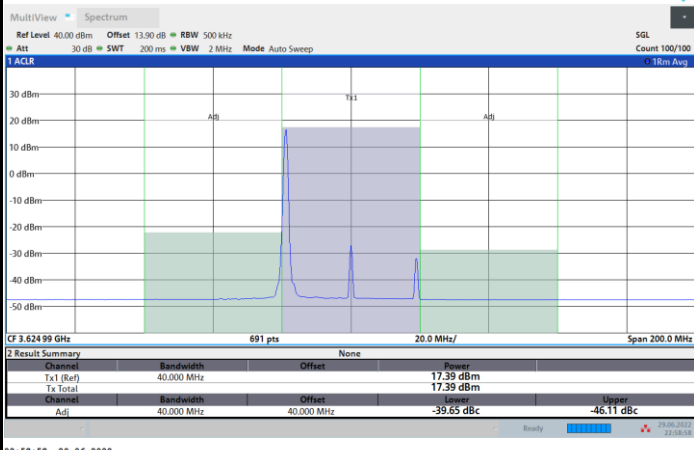 MultiView Spectrum
Ref Level 40.00 dBm Offset 13.90 dB RBW 500 kHz SGL
Att 30 dB SWT 200 ms VBW 2 MHz Mode Auto Sweep Count 100/100
1 ACLR 1Rm Avg
30 dBm
Tx1
20 dBm
Adj Adj
10 dBm
0 dBm
-10 dBm
-20 dBm
-30 dBm
-40 dBm
-50 dBm
CF 3.624 99 GHz 691 pts 20.0 MHz/ Span 200.0 MHz
2 Result Summary None
Channel Bandwidth Offset Power
Tx1 (Ref) 40.000 MHz 17.39 dBm
Tx Total 17.39 dBm
Channel Bandwidth Offset Lower Upper
Adj 40.000 MHz 40.000 MHz -39.65 dBc -46.11 dBc
Ready 29.06.2022
22:58:58